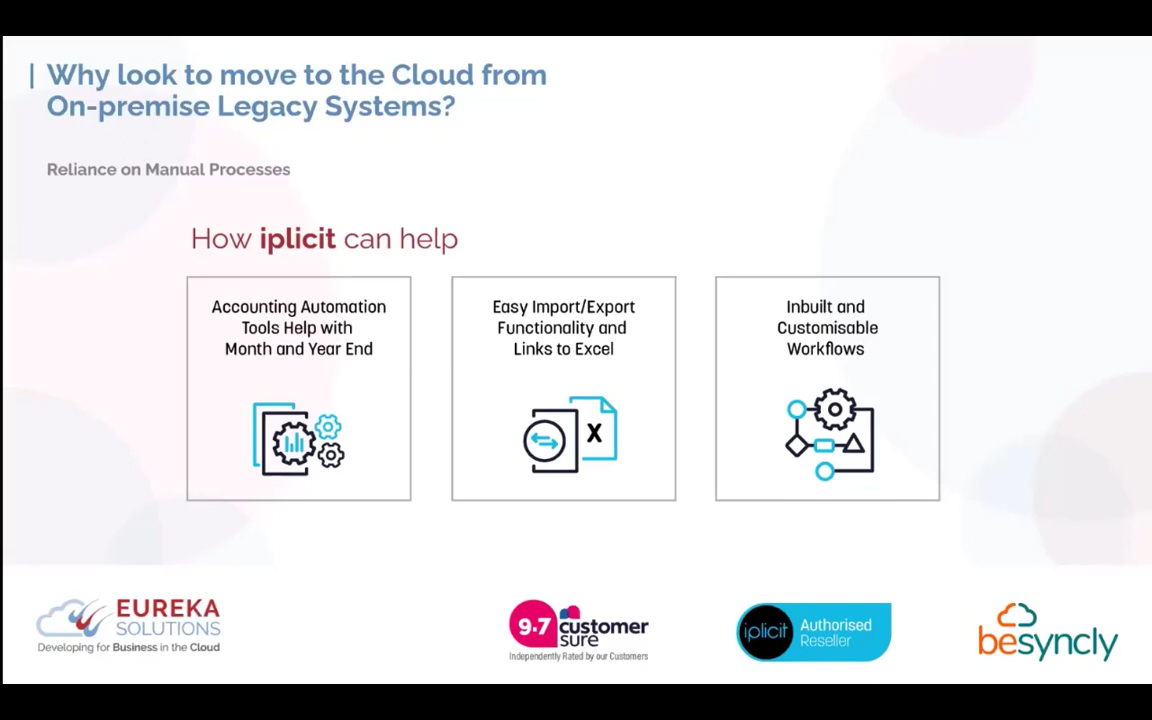 Why look to move to the Cloud from
On-premise Legacy Systems?
Reliance on Manual Processes
How iplicit can help
Accounting Automation
Tools Help with
Month and Year End
Easy Import/Export
Functionality and
Links to Excel
X
Inbuilt and
Customisable
Workflows
EUREKA
SOLUTIONS
Developing for Business in the Cloud
9.7 customer
sure
Independently Rated by our Customers
iplicit
Authorised
Reseller
besyncly